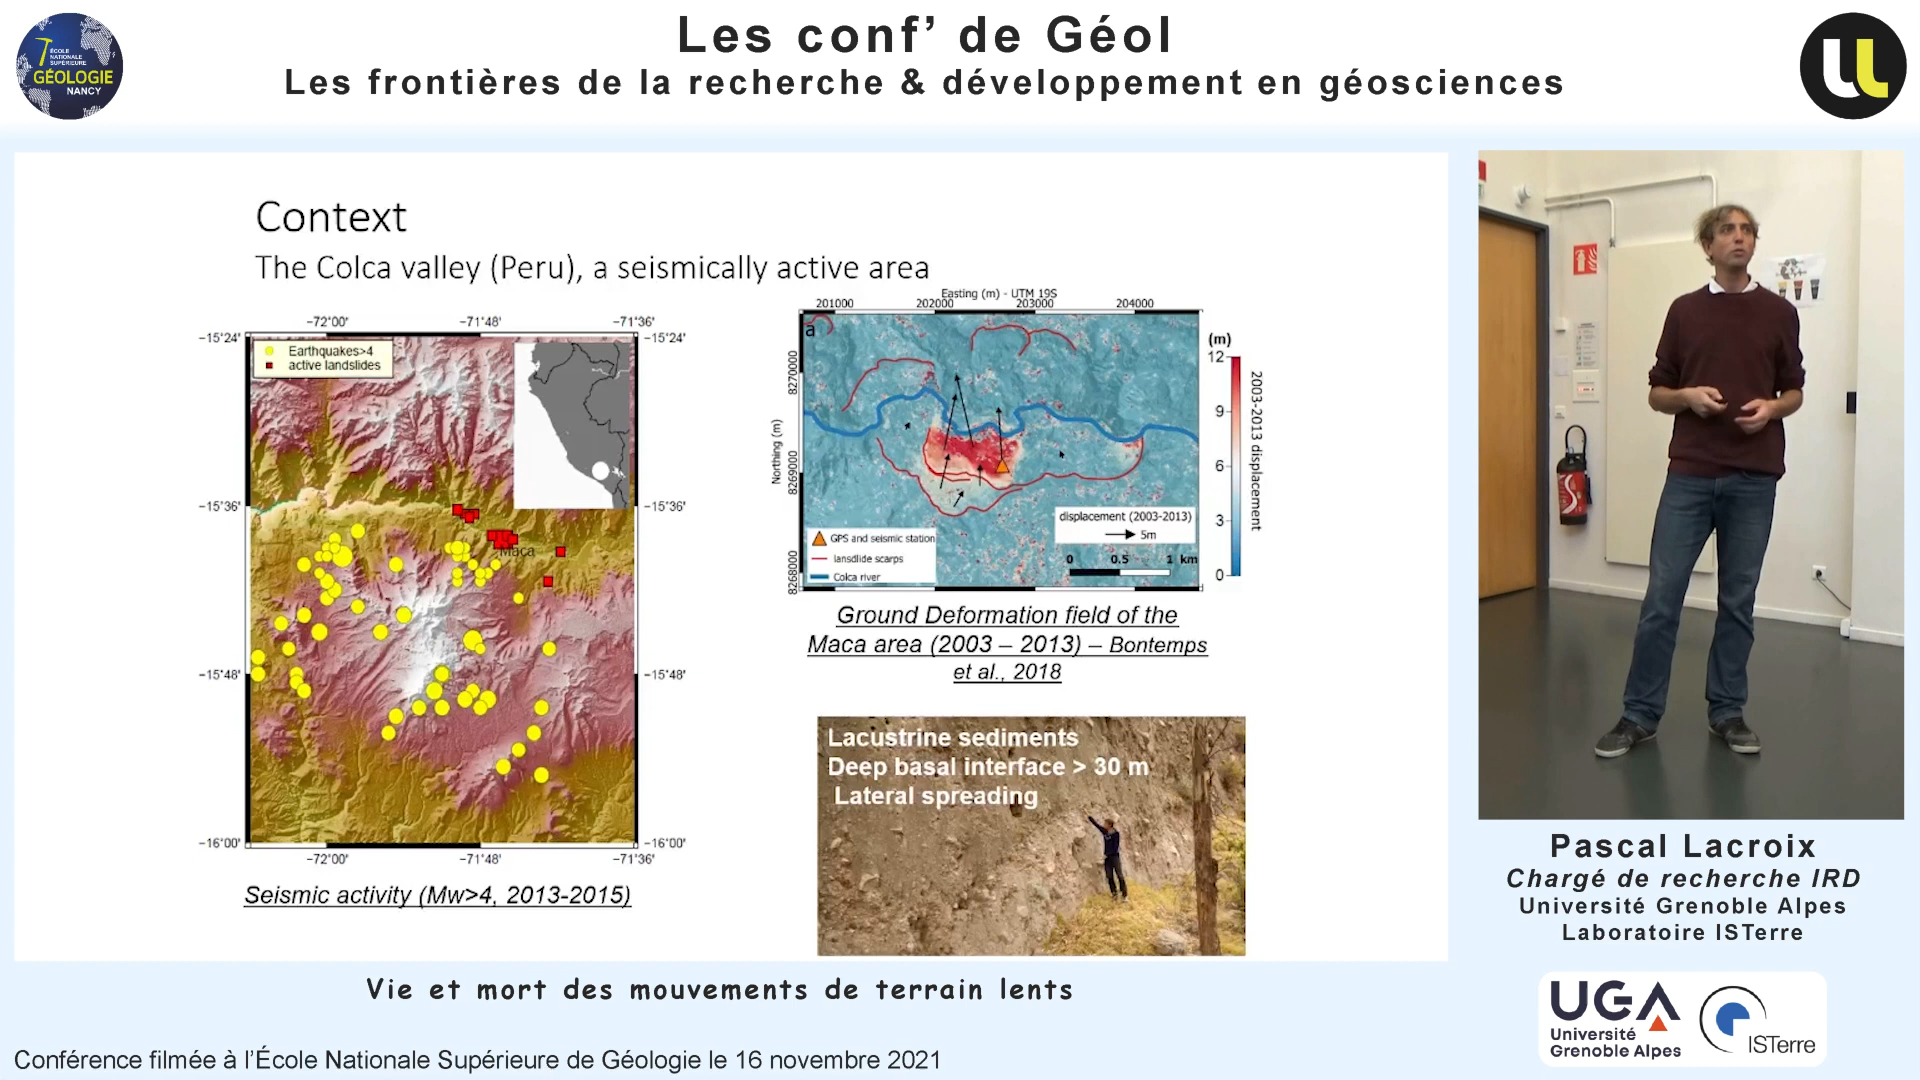 Les conf’ de Géol
Les frontières de la recherche & développement en géosciences
ÉCOLE
NATIONALE
SUPÉRIEURE
GÉOLOGIE
NANCY
Context
The Colca valley (Peru), a seismically active area
−72°00' −71°48' −71°36'
−15°24' −15°24'
Earthquakes>4
active landslides
−15°36' −15°36'
Maca
−15°48' −15°48'
−16°00' −16°00'
−72°00' −71°48' −71°36'
Seismic activity (Mw>4, 2013-2015)
Easting (m) - UTM 19S
201000 202000 203000 204000
a
Northing (m)
8270000
8269000
8268000
GPS and seismic station
lansdlide scarps
Colca river
displacement (2003-2013)
5m
0 0.5 1 km
(m)
12
9
6
3
0
2003-2013 displacement
Ground Deformation field of the
Maca area (2003 – 2013) – Bontemps
et al., 2018
Lacustrine sediments
Deep basal interface > 30 m
Lateral spreading
Pascal Lacroix
Chargé de recherche IRD
Université Grenoble Alpes
Laboratoire ISTerre
UGA
Université
Grenoble Alpes
ISTerre
Vie et mort des mouvements de terrain lents
Conférence filmée à l’École Nationale Supérieure de Géologie le 16 novembre 2021